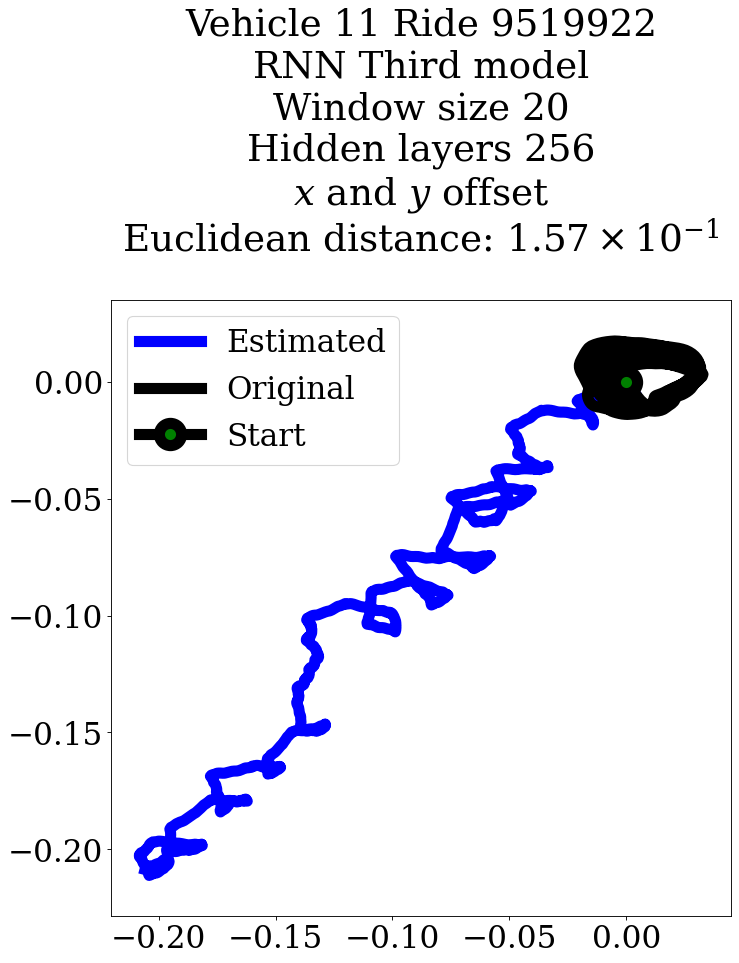 Vehicle 11 Ride 9519922
RNN Third model
Window size 20
Hidden layers 256
x and y offset
Euclidean distance: 1.57 × 10⁻¹
Estimated
Original
Start
0.00
−0.05
−0.10
−0.15
−0.20
−0.20 −0.15 −0.10 −0.05 0.00